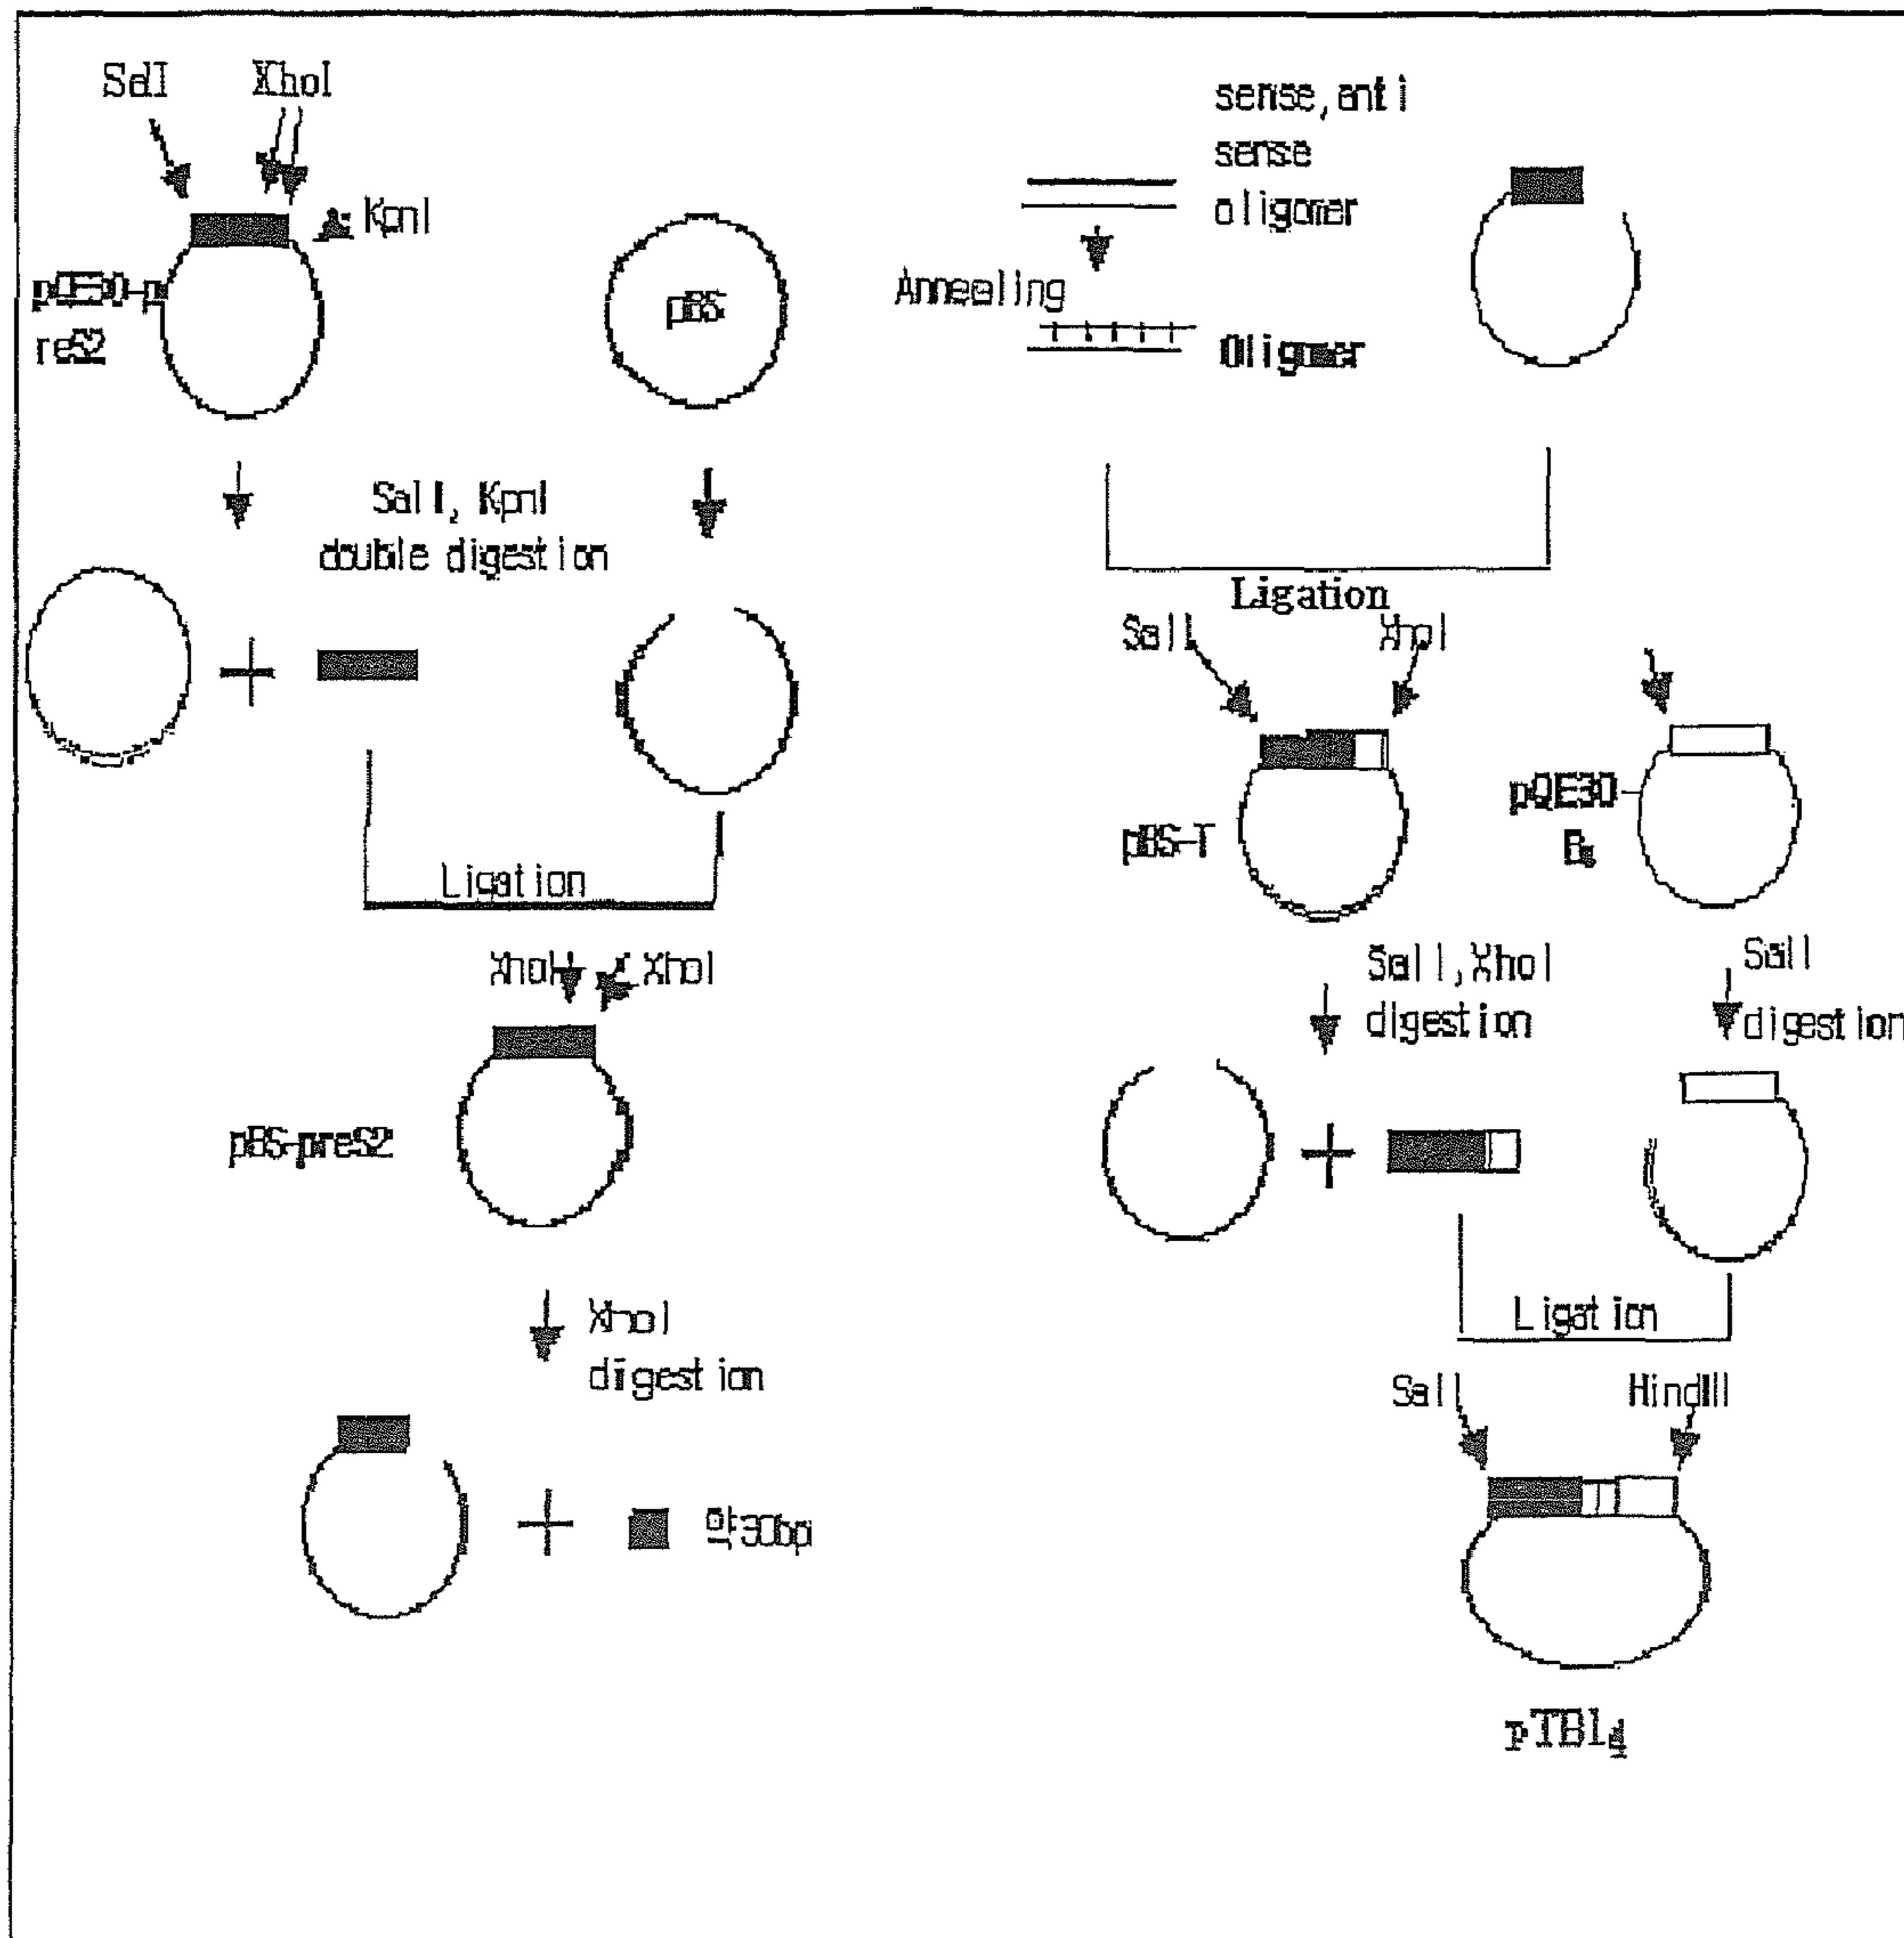 SalI XhoI
KpnI
pQE30-p
reS2
pBS
SalI, KpnI
double digestion
Ligation
XhoI XhoI
pBS-preS2
XhoI
digestion
약30bp
sense, anti
sense
oligomer
Annealing
Oligomer
Ligation
SalI XhoI
pBS-T
pQE30-
SalI, XhoI
digestion
SalI
digestion
Ligation
SalI HindIII
pTB14